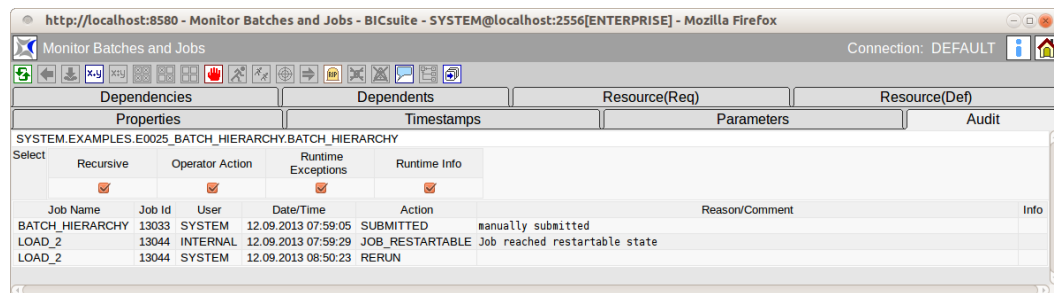 http://localhost:8580 - Monitor Batches and Jobs - BICsuite - SYSTEM@localhost:2556[ENTERPRISE] - Mozilla Firefox
Monitor Batches and Jobs Connection: DEFAULT
x+y x+y RIP
Dependencies Dependents Resource(Req) Resource(Def)
Properties Timestamps Parameters Audit
SYSTEM.EXAMPLES.E0025_BATCH_HIERARCHY.BATCH_HIERARCHY
Select Recursive Operator Action Runtime Exceptions Runtime Info
Job Name Job Id User Date/Time Action Reason/Comment Info
BATCH_HIERARCHY 13033 SYSTEM 12.09.2013 07:59:05 SUBMITTED manually submitted
LOAD_2 13044 INTERNAL 12.09.2013 07:59:29 JOB_RESTARTABLE Job reached restartable state
LOAD_2 13044 SYSTEM 12.09.2013 08:50:23 RERUN